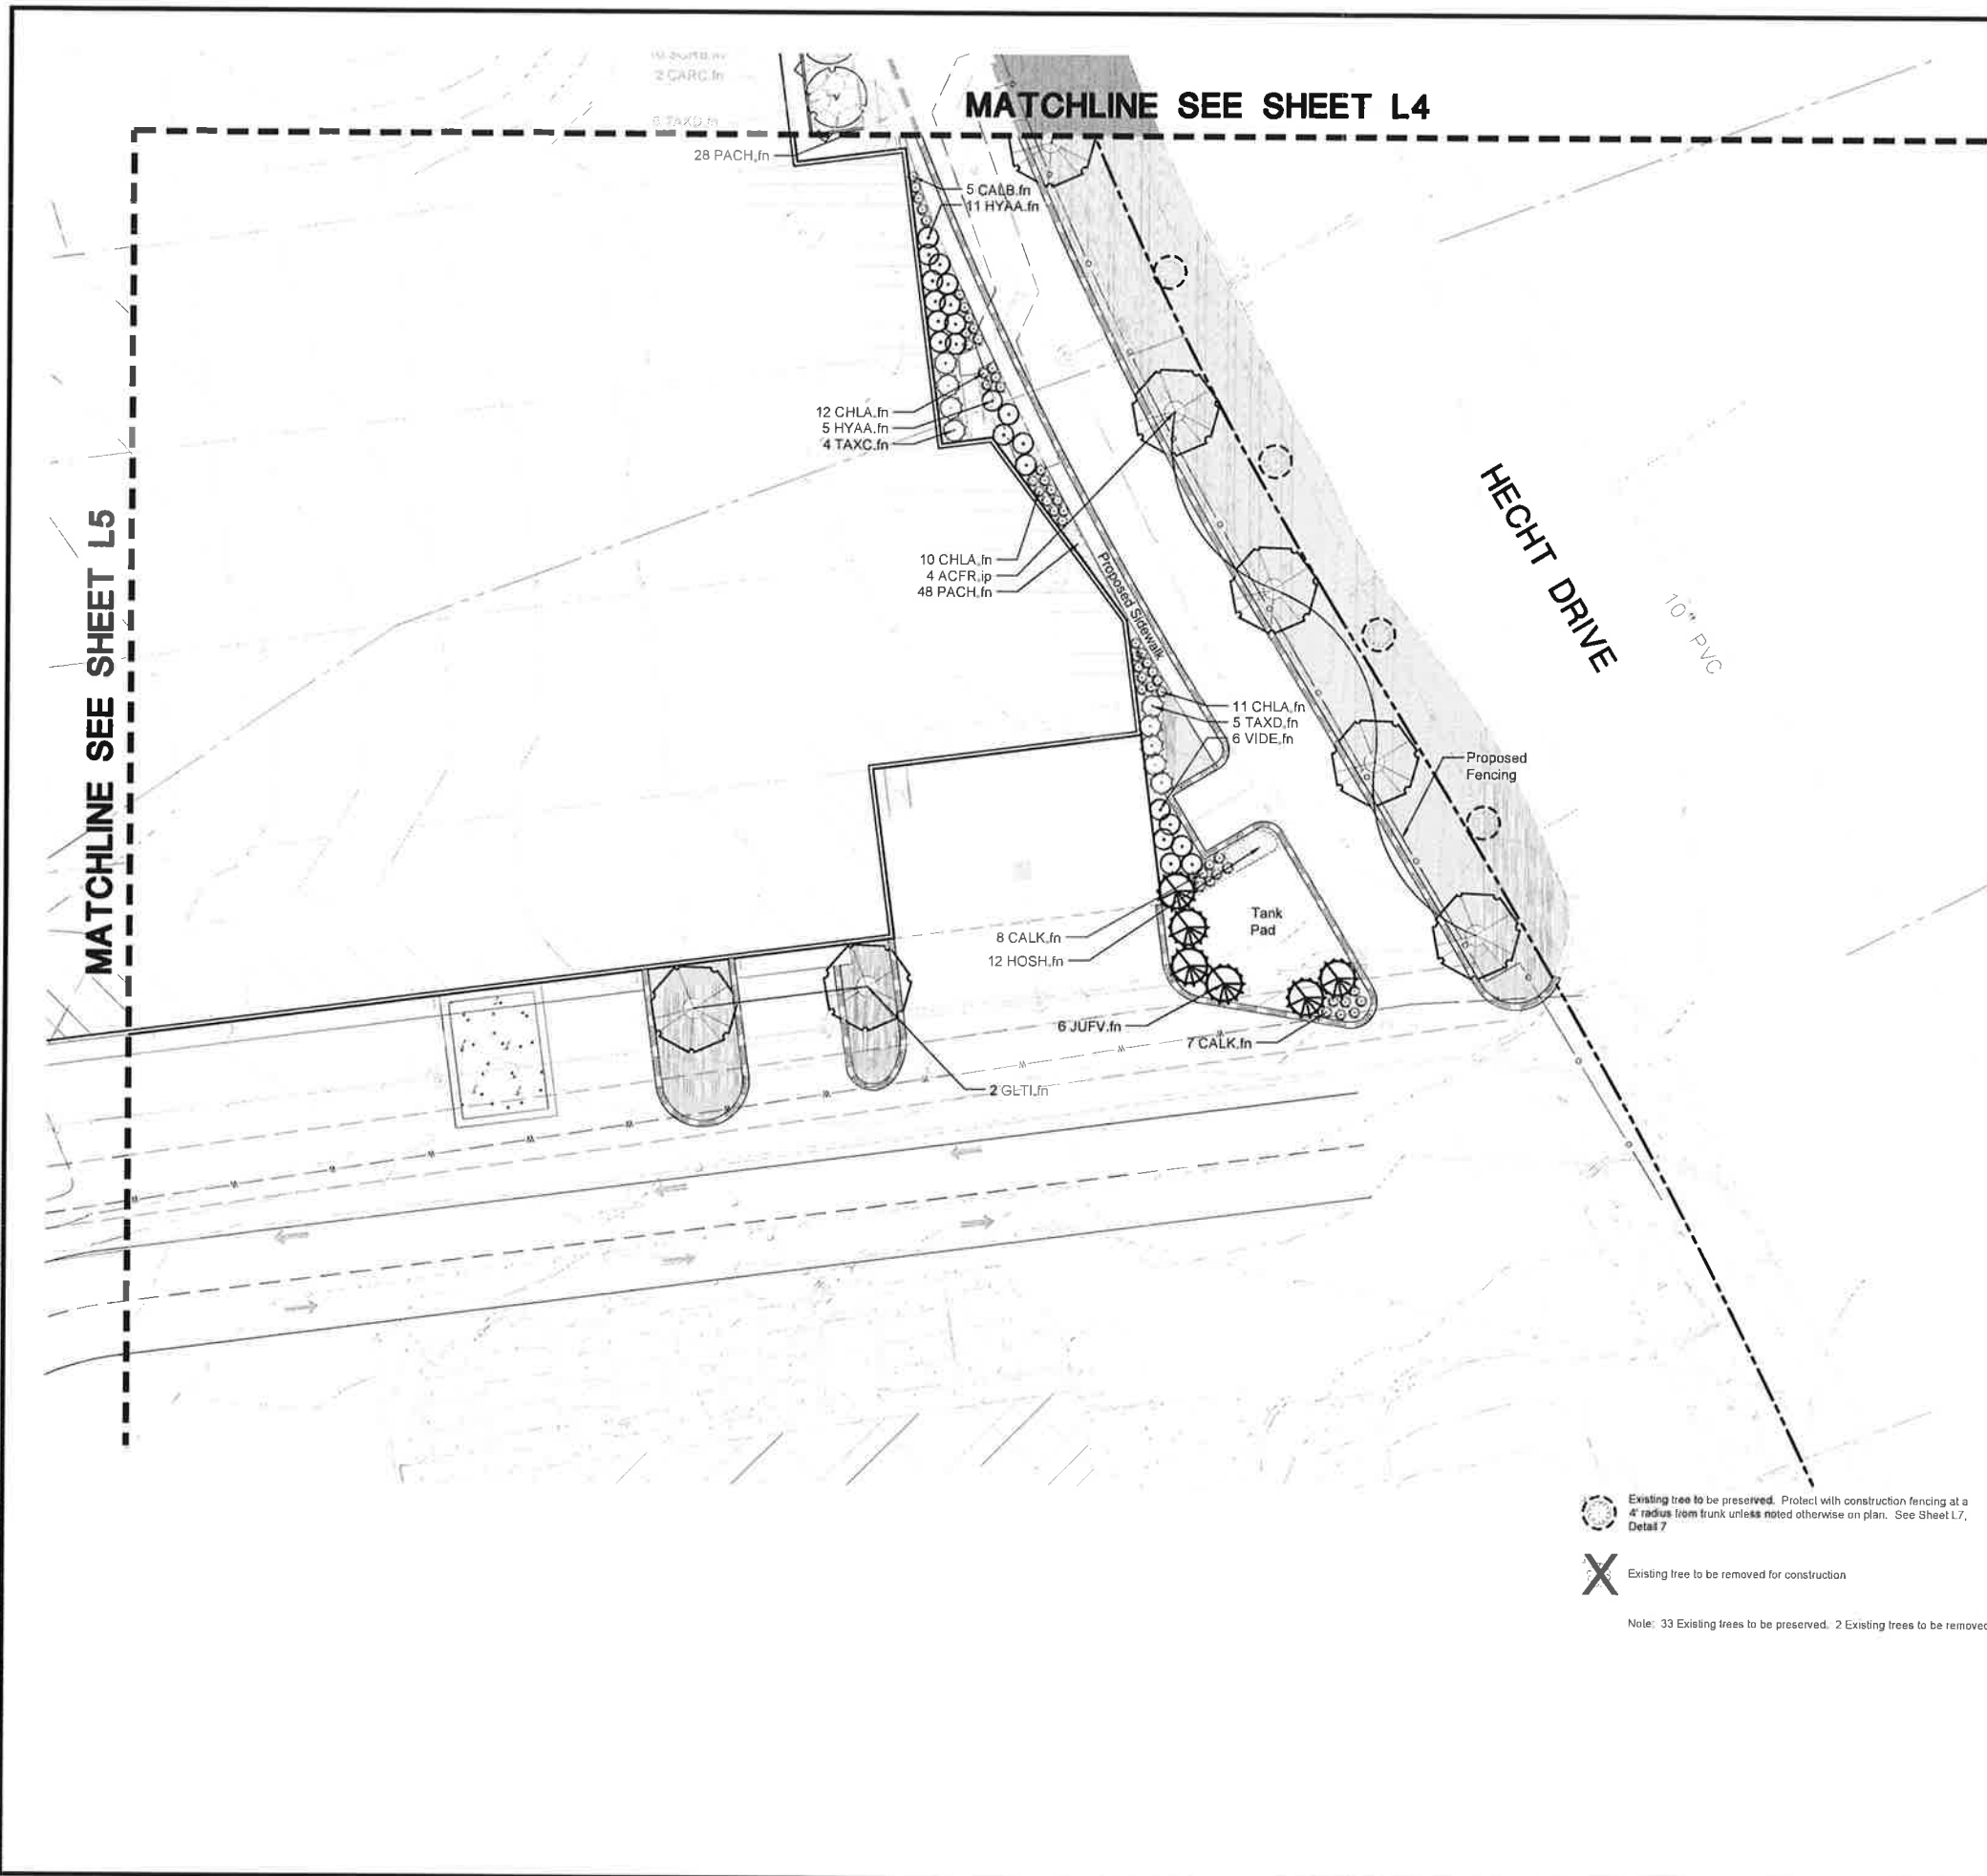 2 CARC.fn
MATCHLINE SEE SHEET L4
28 PACH.fn
5 CALB.fn
11 HYAA.fn
12 CHLA.fn
5 HYAA.fn
4 TAXC.fn
MATCHLINE SEE SHEET L5
HECHT DRIVE
10" PVC
10 CHLA.fn
4 ACFR.ip
48 PACH.fn
Proposed Sidewalk
11 CHLA.fn
5 TAXD.fn
6 VIDE.fn
Proposed
Fencing
Tank
Pad
8 CALK.fn
12 HOSH.fn
6 JUFV.fn
7 CALK.fn
2 GLTI.fn
Existing tree to be preserved. Protect with construction fencing at a
4' radius from trunk unless noted otherwise on plan. See Sheet L7,
Detail 7
Existing tree to be removed for construction
Note: 33 Existing trees to be preserved. 2 Existing trees to be removed